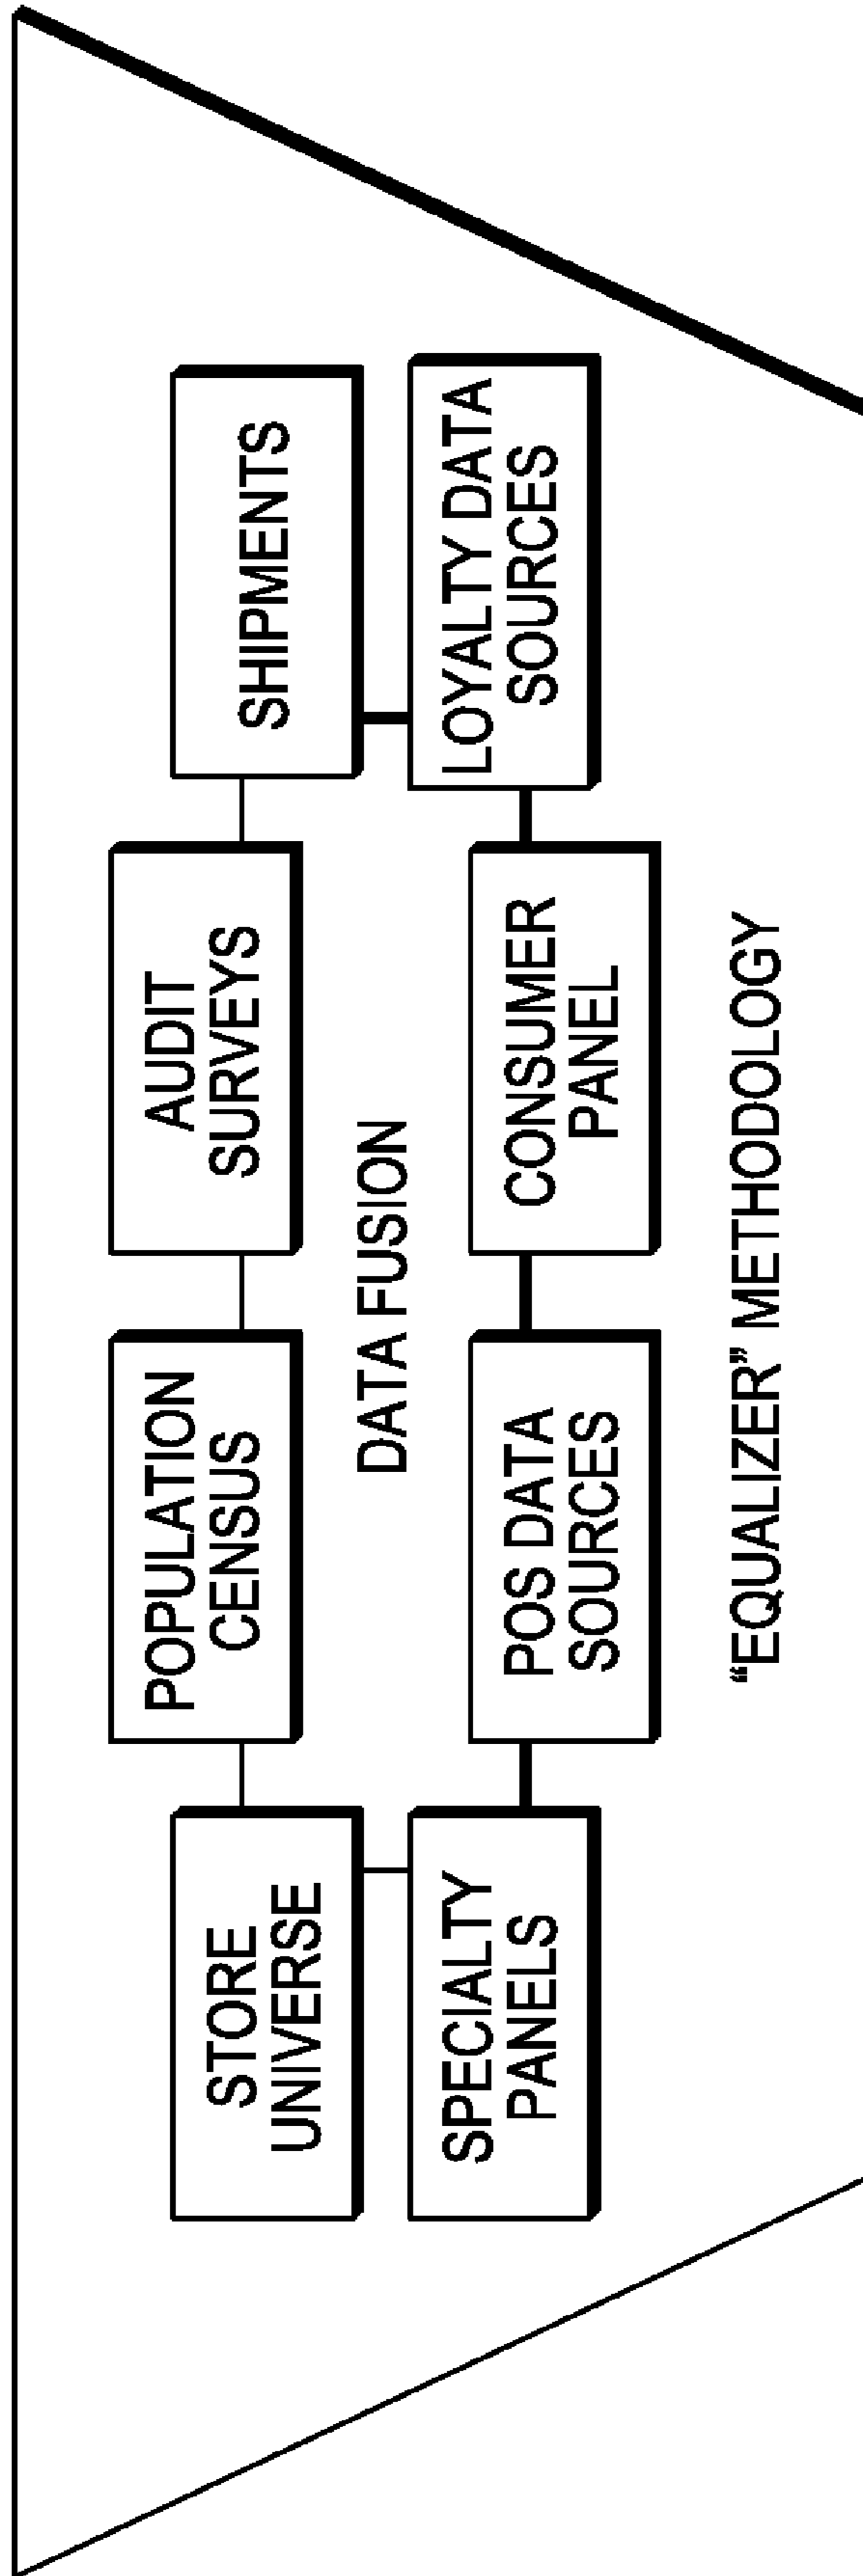 STORE
UNIVERSE
POPULATION
CENSUS
AUDIT
SURVEYS
SHIPMENTS
DATA FUSION
SPECIALTY
PANELS
POS DATA
SOURCES
CONSUMER
PANEL
LOYALTY DATA
SOURCES
“EQUALIZER” METHODOLOGY